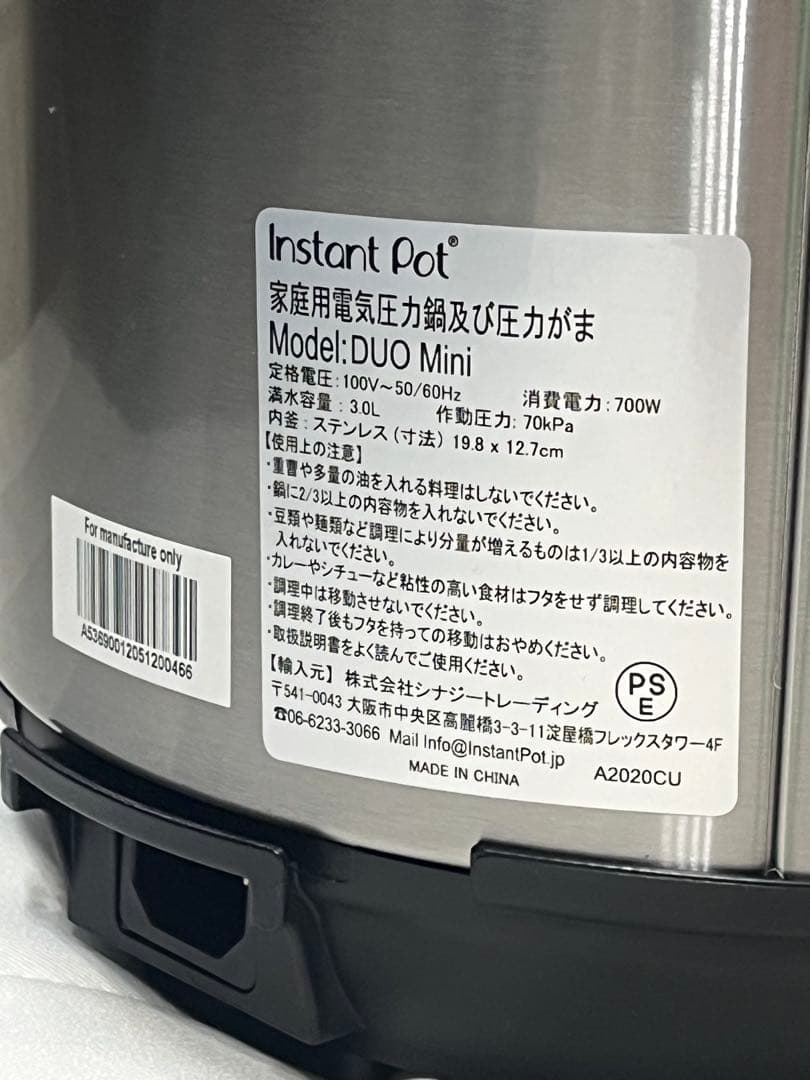 Instant Pot®
家庭用電気圧力鍋及び圧力がま
Model:DUO Mini
定格電圧:100V～50/60Hz 消費電力:700W
満水容量:3.0L 作動圧力:70kPa
内釜:ステンレス(寸法) 19.8 x 12.7cm
【使用上の注意】
・重曹や多量の油を入れる料理はしないでください。
・鍋に2/3以上の内容物を入れないでください。
・豆類や麺類など調理により分量が増えるものは1/3以上の内容物を
入れないでください。
・カレーやシチューなど粘性の高い食材はフタをせず調理してください。
・調理中は移動させないでください。
・調理終了後もフタを持っての移動はおやめください。
・取扱説明書をよく読んでご使用ください。
【輸入元】 株式会社シナジートレーディング
〒541-0043 大阪市中央区高麗橋3-3-11淀屋橋フレックスタワー4F
☎06-6233-3066 Mail Info@InstantPot.jp
MADE IN CHINA A2020CU
PS
E
For manufacture only
A53690012051200466